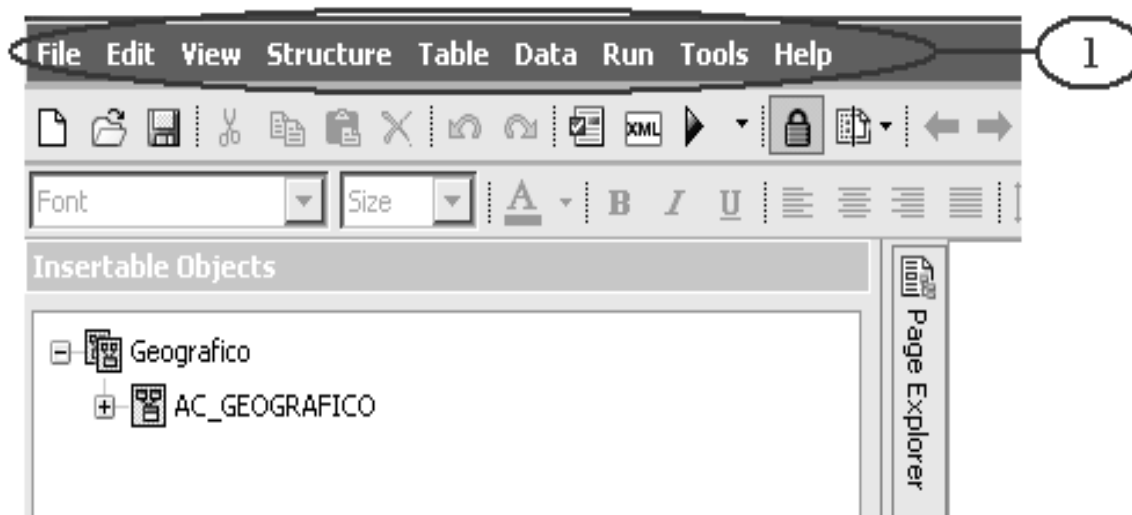 File Edit View Structure Table Data Run Tools Help
1
XML
Font Size A B I U
Insertable Objects
Geografico
AC_GEOGRAFICO
Page Explorer